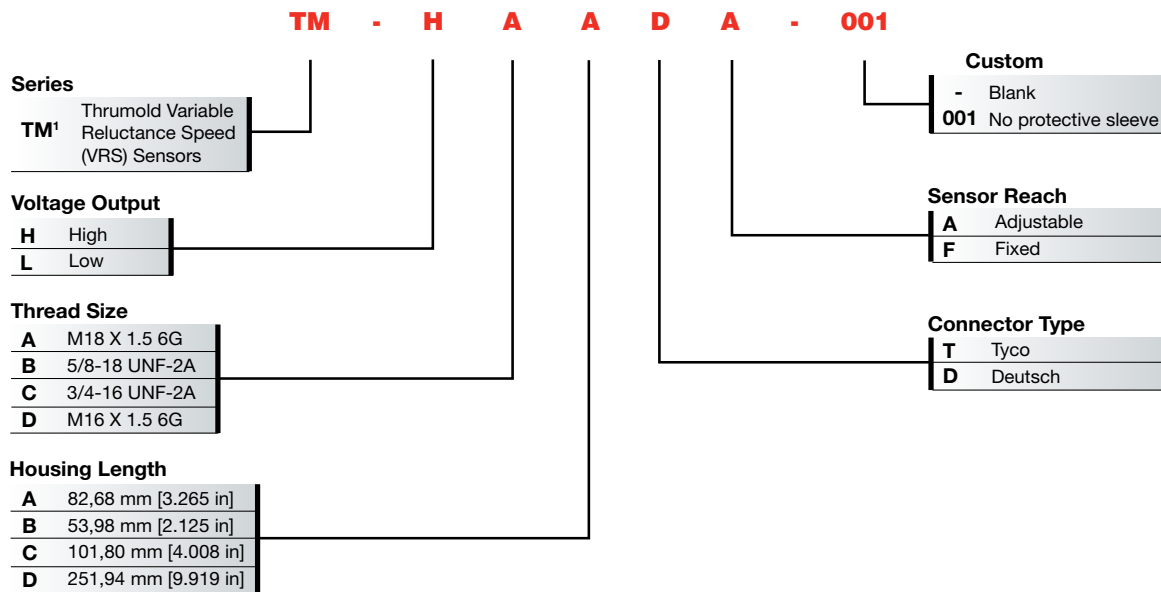 TM - H A A D A - 001
Series
TM¹ Thrumold Variable
Reluctance Speed
(VRS) Sensors
Voltage Output
H High
L Low
Thread Size
A M18 X 1.5 6G
B 5/8-18 UNF-2A
C 3/4-16 UNF-2A
D M16 X 1.5 6G
Housing Length
A 82,68 mm [3.265 in]
B 53,98 mm [2.125 in]
C 101,80 mm [4.008 in]
D 251,94 mm [9.919 in]
Custom
- Blank
001 No protective sleeve
Sensor Reach
A Adjustable
F Fixed
Connector Type
T Tyco
D Deutsch